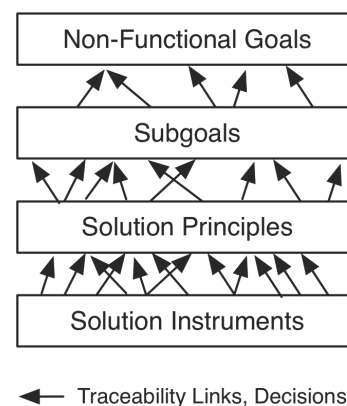 Non-Functional Goals
Subgoals
Solution Principles
Solution Instruments
Traceability Links, Decisions